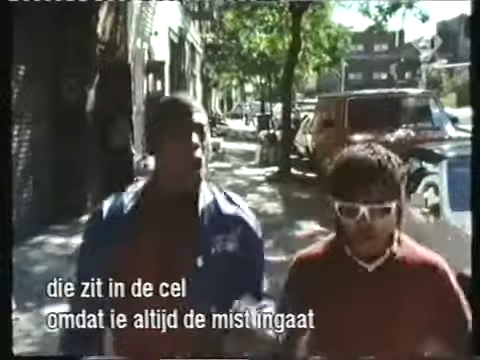 die zit in de cel
omdat ie altijd de mist ingaat